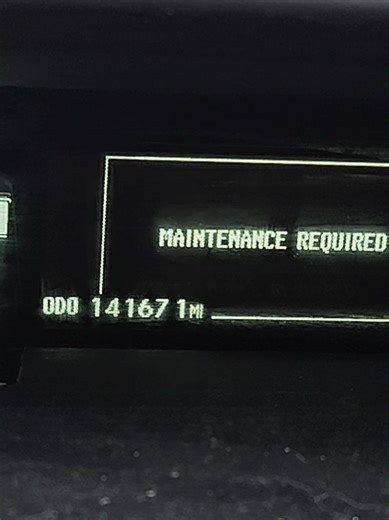 MAINTENANCE REQUIRED
ODO 141671MI